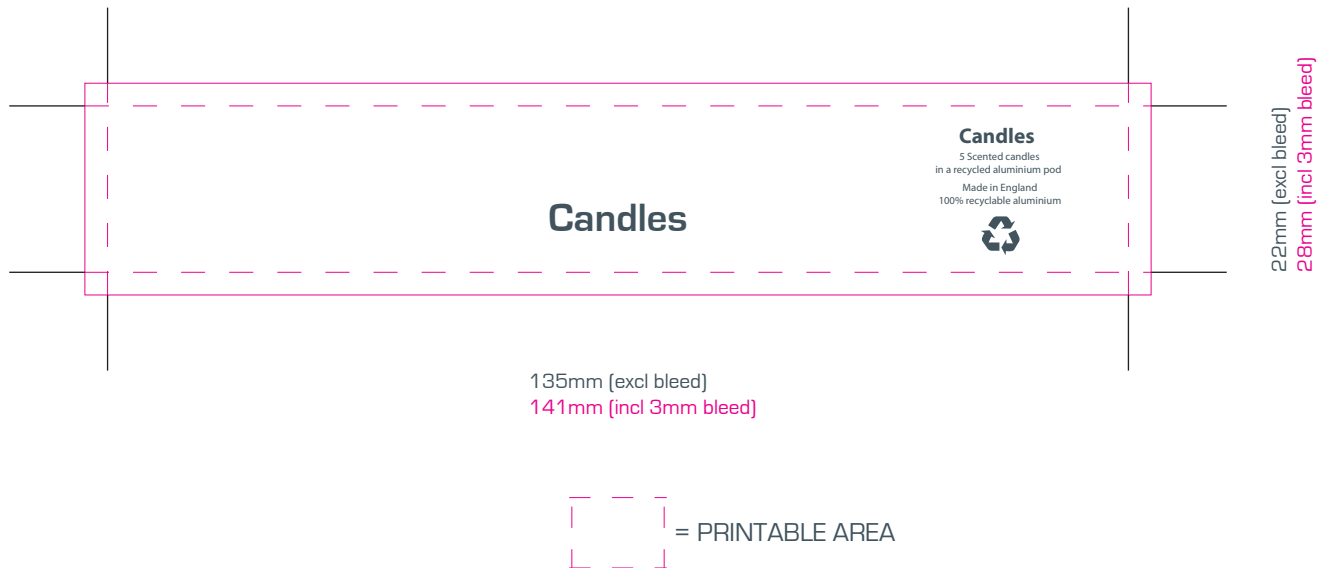 Candles
Candles
5 Scented candles
in a recycled aluminium pod
Made in England
100% recyclable aluminium
22mm (excl bleed)
28mm (incl 3mm bleed)
135mm (excl bleed)
141mm (incl 3mm bleed)
= PRINTABLE AREA